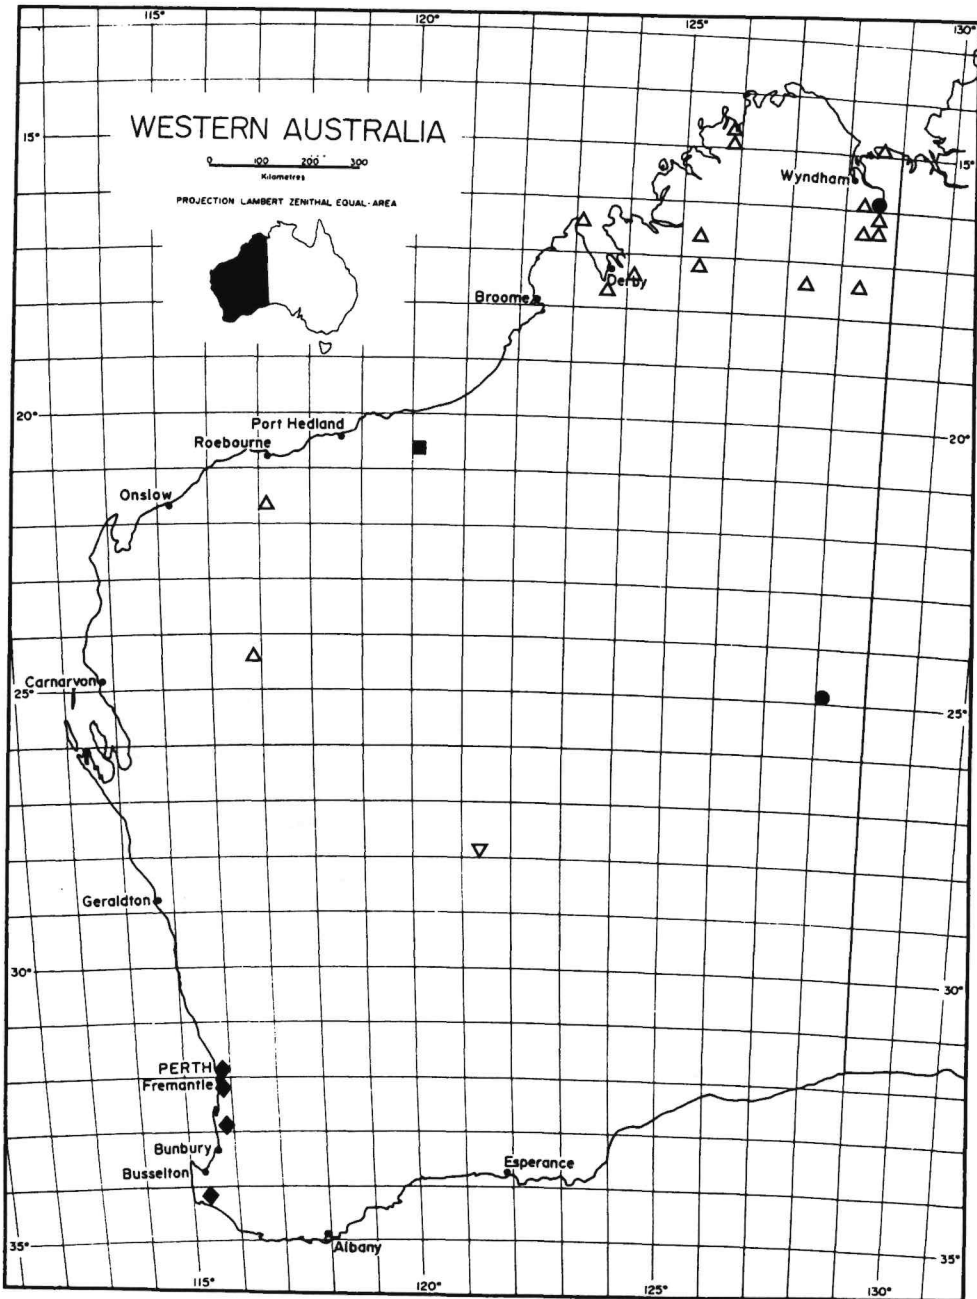 115° 120° 125° 130°
15°
WESTERN AUSTRALIA
0 100 200 300
Kilometres
PROJECTION LAMBERT ZENITHAL EQUAL-AREA
15°
Wyndham
Derby
Broome
20°
Port Hedland
Roebourne
20°
Onslow
Carnarvon
25°
25°
Geraldton
30°
30°
PERTH
Fremantle
Bunbury
Busselton
Esperance
35°
Albany
35°
115° 120° 125° 130°